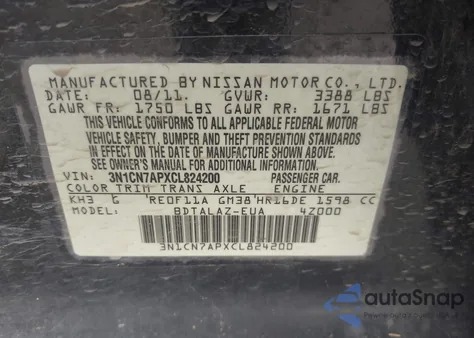 MANUFACTURED BY NISSAN MOTOR CO., LTD.
DATE: 08/11. GVWR: 3388 LBS
GAWR FR: 1750 LBS GAWR RR: 1671 LBS
THIS VEHICLE CONFORMS TO ALL APPLICABLE FEDERAL MOTOR
VEHICLE SAFETY, BUMPER AND THEFT PREVENTION STANDARDS
IN EFFECT ON THE DATE OF MANUFACTURE SHOWN ABOVE.
SEE OWNER'S MANUAL FOR ADDITIONAL INFORMATION.
VIN: 3N1CN7APXCL824200 PASSENGER CAR.
COLOR TRIM TRANS AXLE ENGINE
KH3 G RE0F11A GM38 HR16DE 1598 CC
MODEL: BDTALAZ-EUA 4Z000
3N1CN7APXCL824200
autoSnap